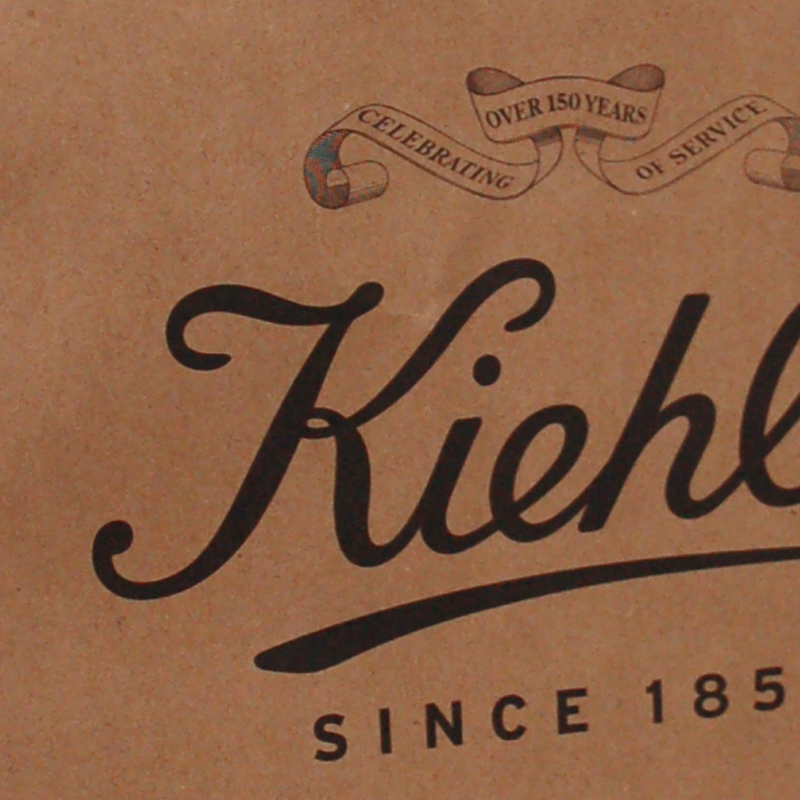 CELEBRATING OVER 150 YEARS OF SERVICE
Kiehl
SINCE 185